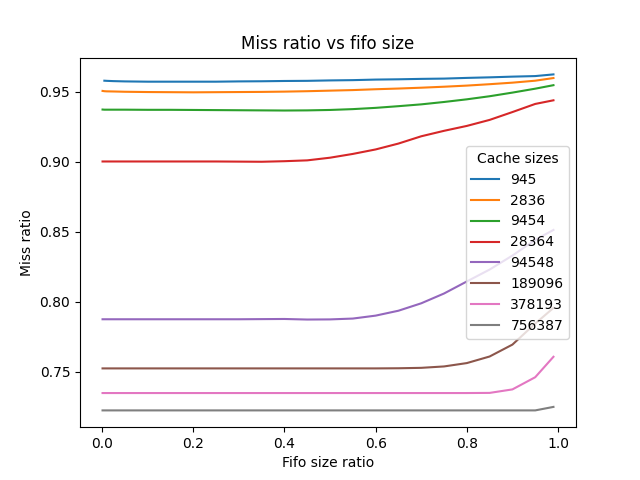 Miss ratio vs fifo size
Miss ratio
0.95
0.90
0.85
0.80
0.75
Cache sizes
945
2836
9454
28364
94548
189096
378193
756387
0.0 0.2 0.4 0.6 0.8 1.0
Fifo size ratio